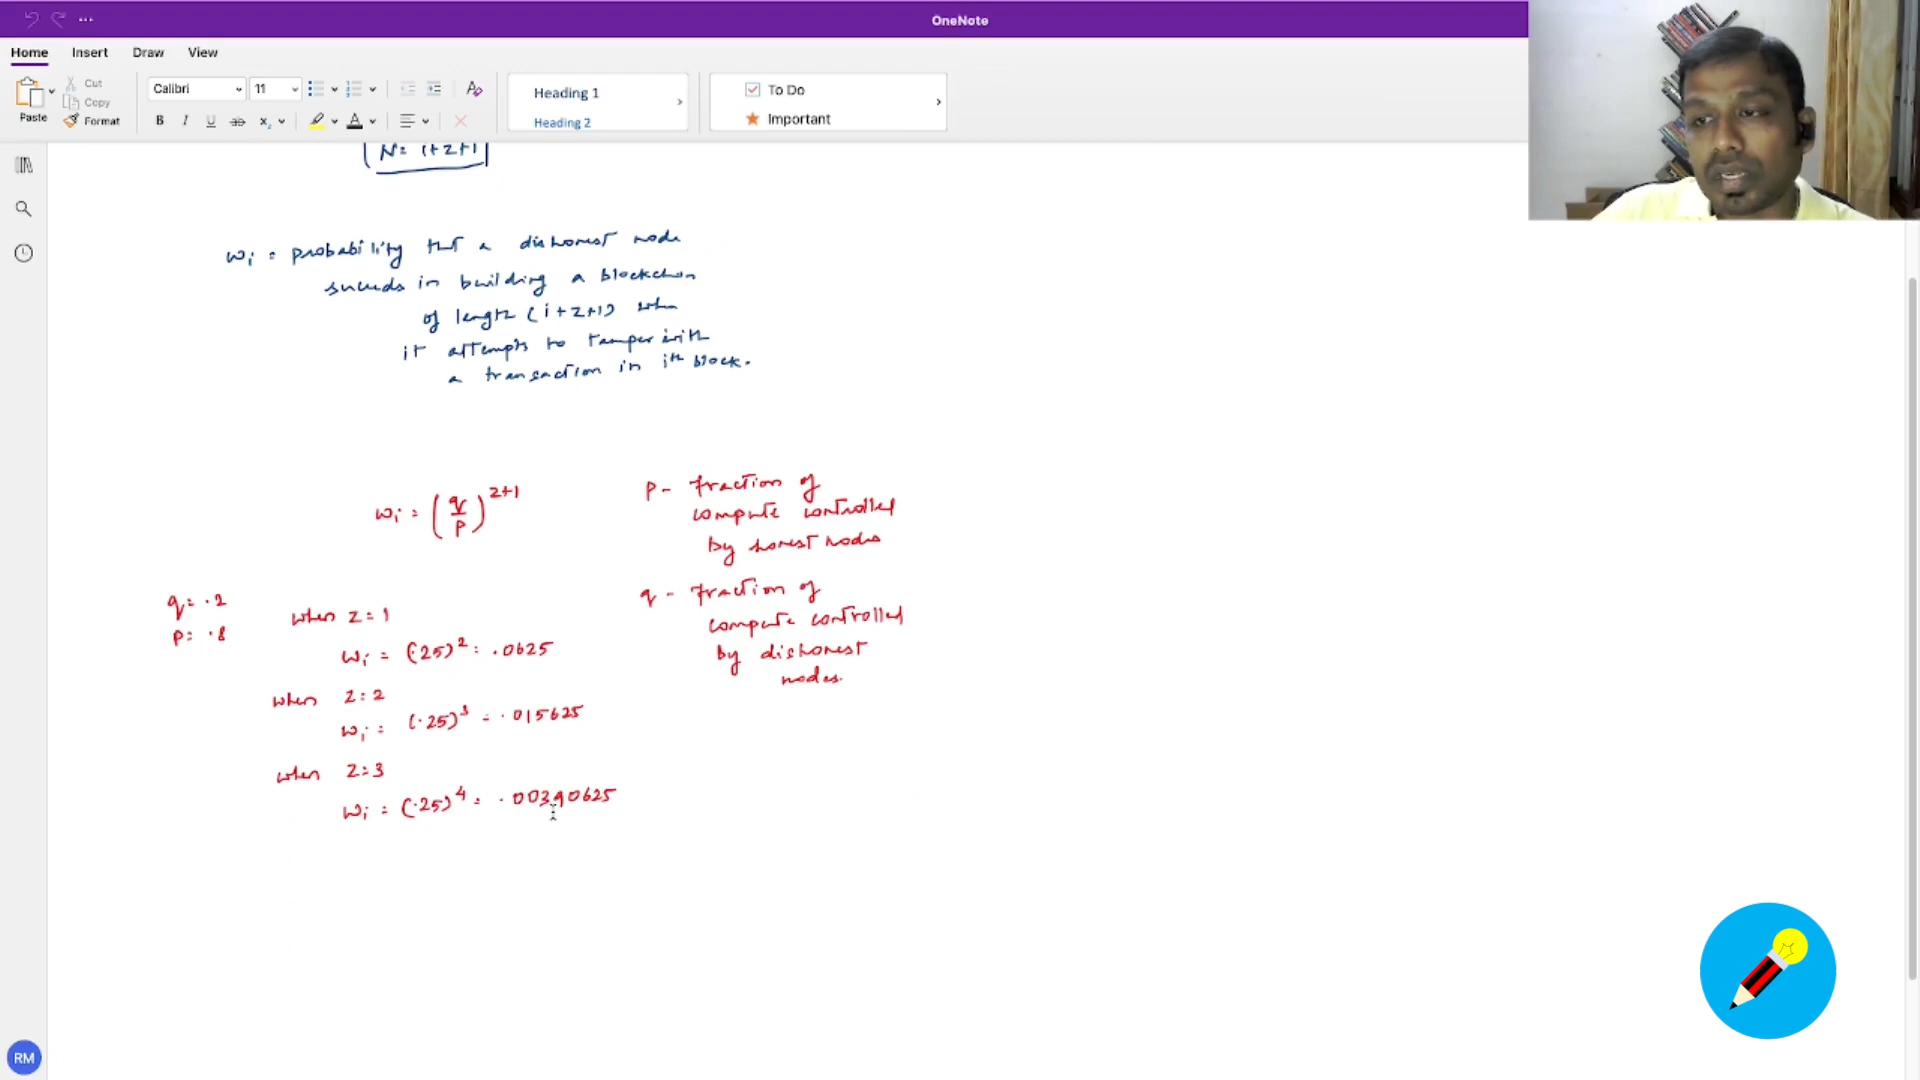 OneNote
Home Insert Draw View
Paste
Cut
Copy
Format
Calibri 11
B I U ab x
A
Heading 1
Heading 2
To Do
Important
N = i+z+1
wi = probability that a dishonest node
succeeds in building a blockchain
of length (i+z+1) when
it attempts to tamper with
a transaction in ith block.
wi = (q/p)^z+1
p - fraction of
compute controlled
by honest nodes
q - fraction of
compute controlled
by dishonest
nodes.
q = .2
p = .8
when z = 1
wi = (.25)^2 = .0625
when z = 2
wi = (.25)^3 = .015625
when z = 3
wi = (.25)^4 = .00390625
RM